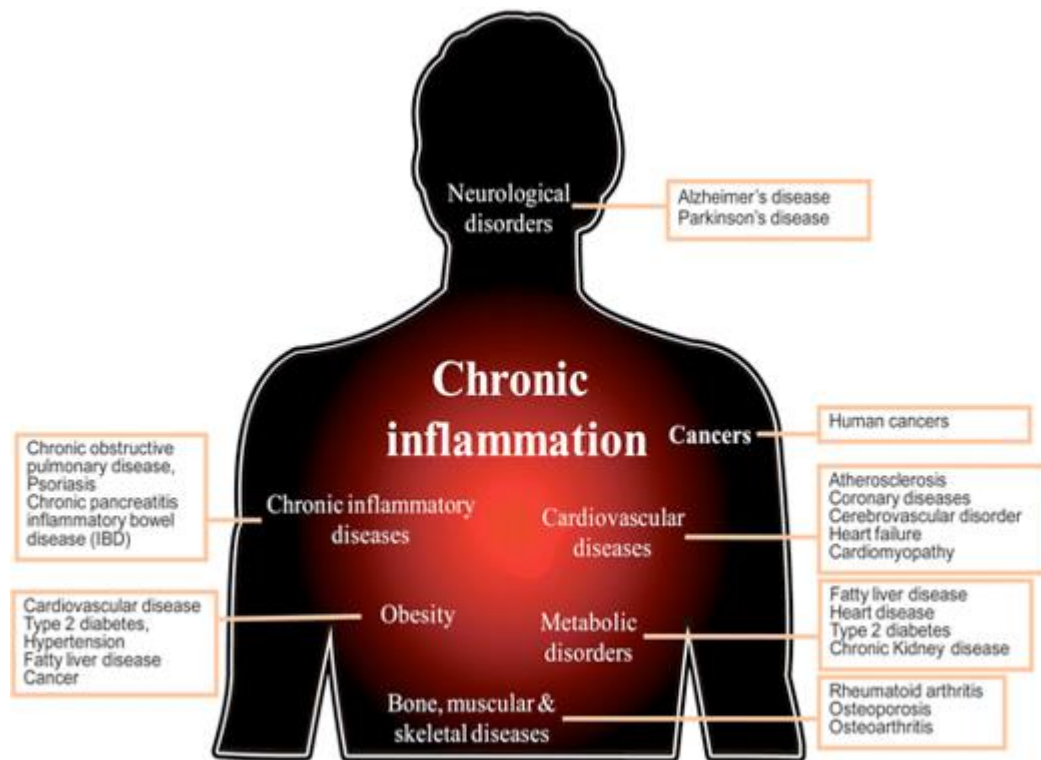 Neurological
disorders
Alzheimer's disease
Parkinson's disease
Chronic
inflammation
Cancers
Human cancers
Chronic obstructive
pulmonary disease,
Psoriasis
Chronic pancreatitis
inflammatory bowel
disease (IBD)
Chronic inflammatory
diseases
Cardiovascular
diseases
Atherosclerosis
Coronary diseases
Cerebrovascular disorder
Heart failure
Cardiomyopathy
Cardiovascular disease
Type 2 diabetes,
Hypertension
Fatty liver disease
Cancer
Obesity
Metabolic
disorders
Fatty liver disease
Heart disease
Type 2 diabetes
Chronic Kidney disease
Bone, muscular &
skeletal diseases
Rheumatoid arthritis
Osteoporosis
Osteoarthritis